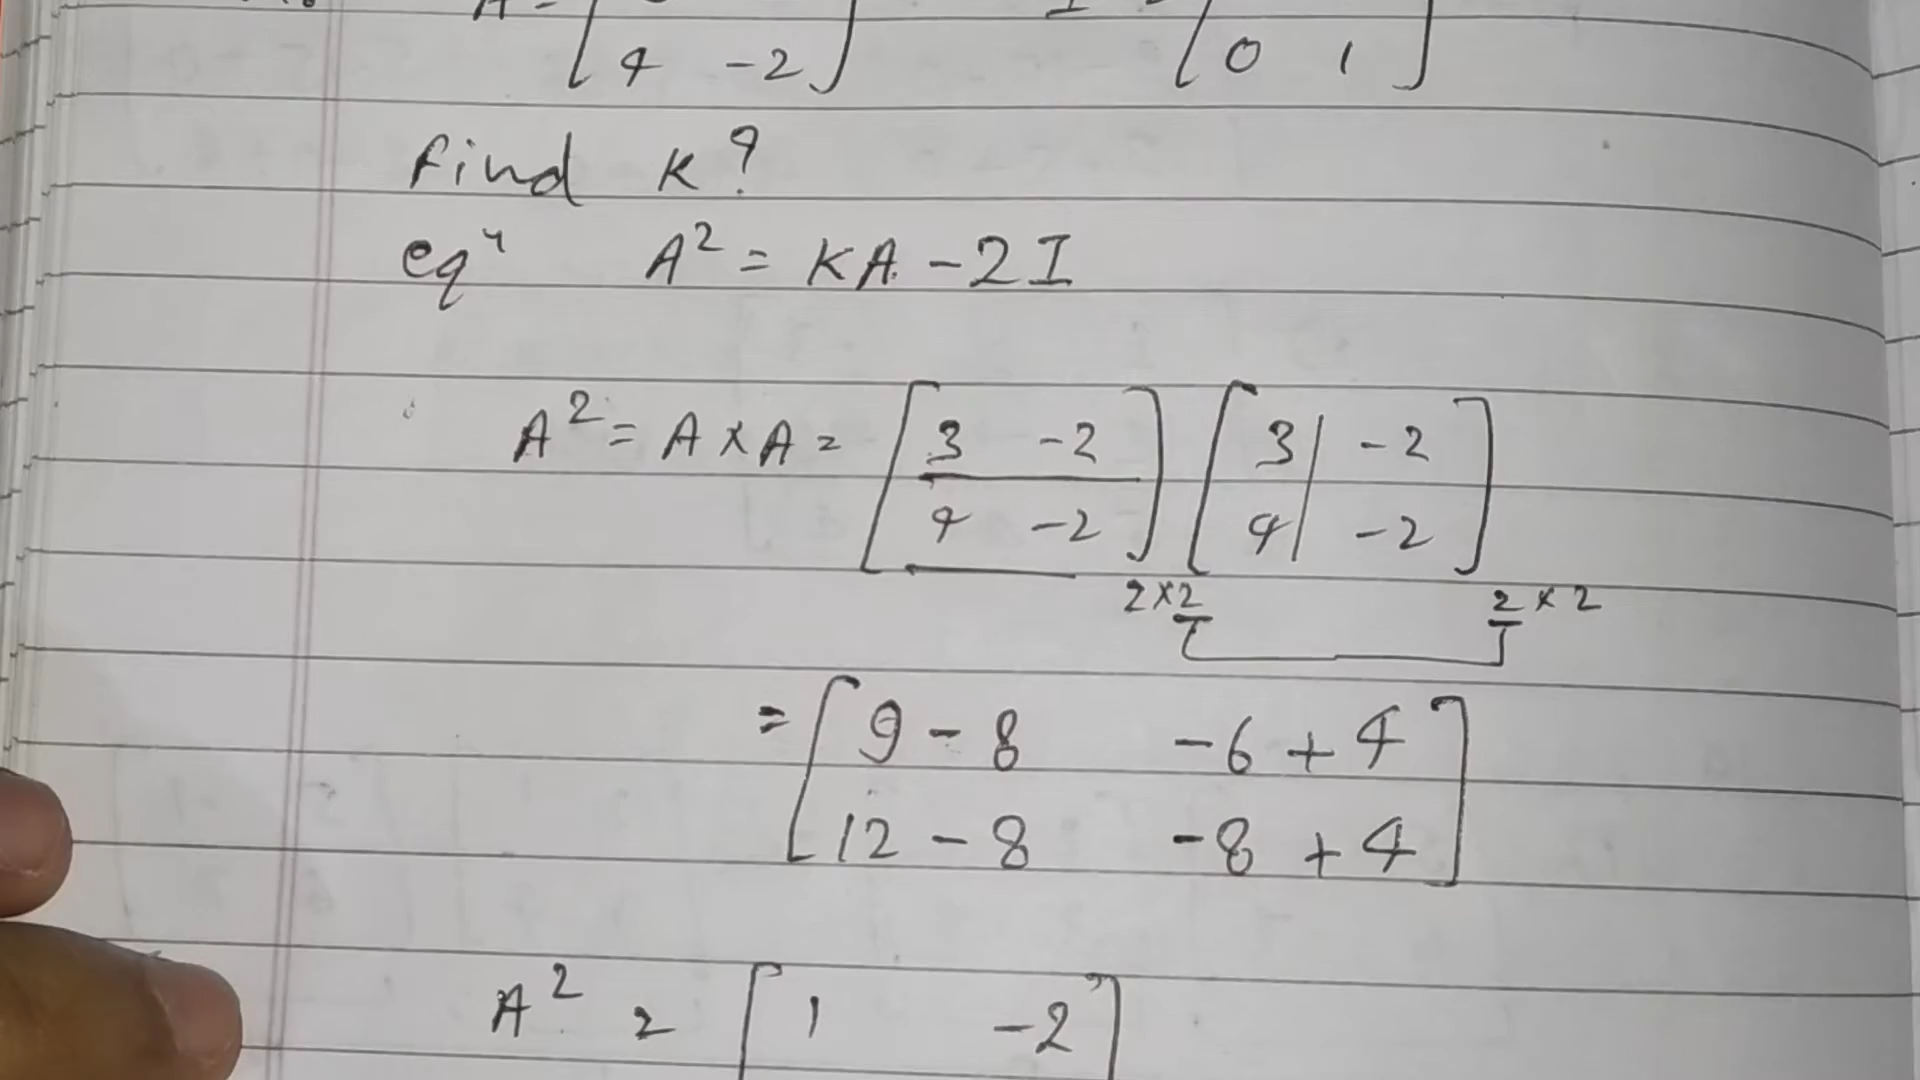 A = [
4 -2 ] [ 0 1 ]
find K?
eqⁿ A² = KA - 2I
A² = A × A = [ 3 -2 ] [ 3 | -2 ]
[ 4 -2 ] [ 4 | -2 ]
2×2 2×2
= [ 9 - 8 -6 + 4 ]
[ 12 - 8 -8 + 4 ]
A² = [ 1 -2 ]